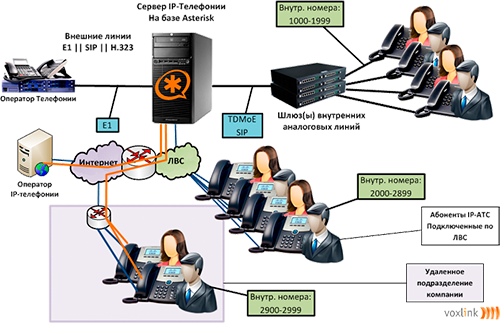 Сервер IP-Телефонии
На базе Asterisk
Внешние линии
E1 || SIP || H.323
Внутр. номера:
1000-1999
Оператор Телефонии
E1
TDMoE
SIP
Шлюз(ы) внутренних
аналоговых линий
Интернет
ЛВС
Оператор
IP-телефонии
Внутр. номера:
2000-2899
Абоненты IP-АТС
Подключенные по
ЛВС
Удаленное
подразделение
компании
Внутр. номера:
2900-2999
voxlink